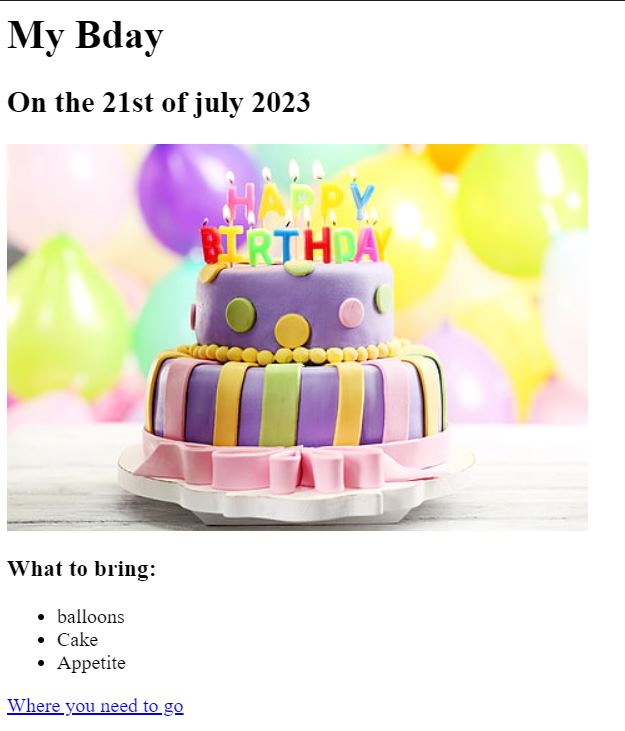 My Bday
On the 21st of july 2023
HAPPY
BIRTHDAY
What to bring:
balloons
Cake
Appetite
Where you need to go